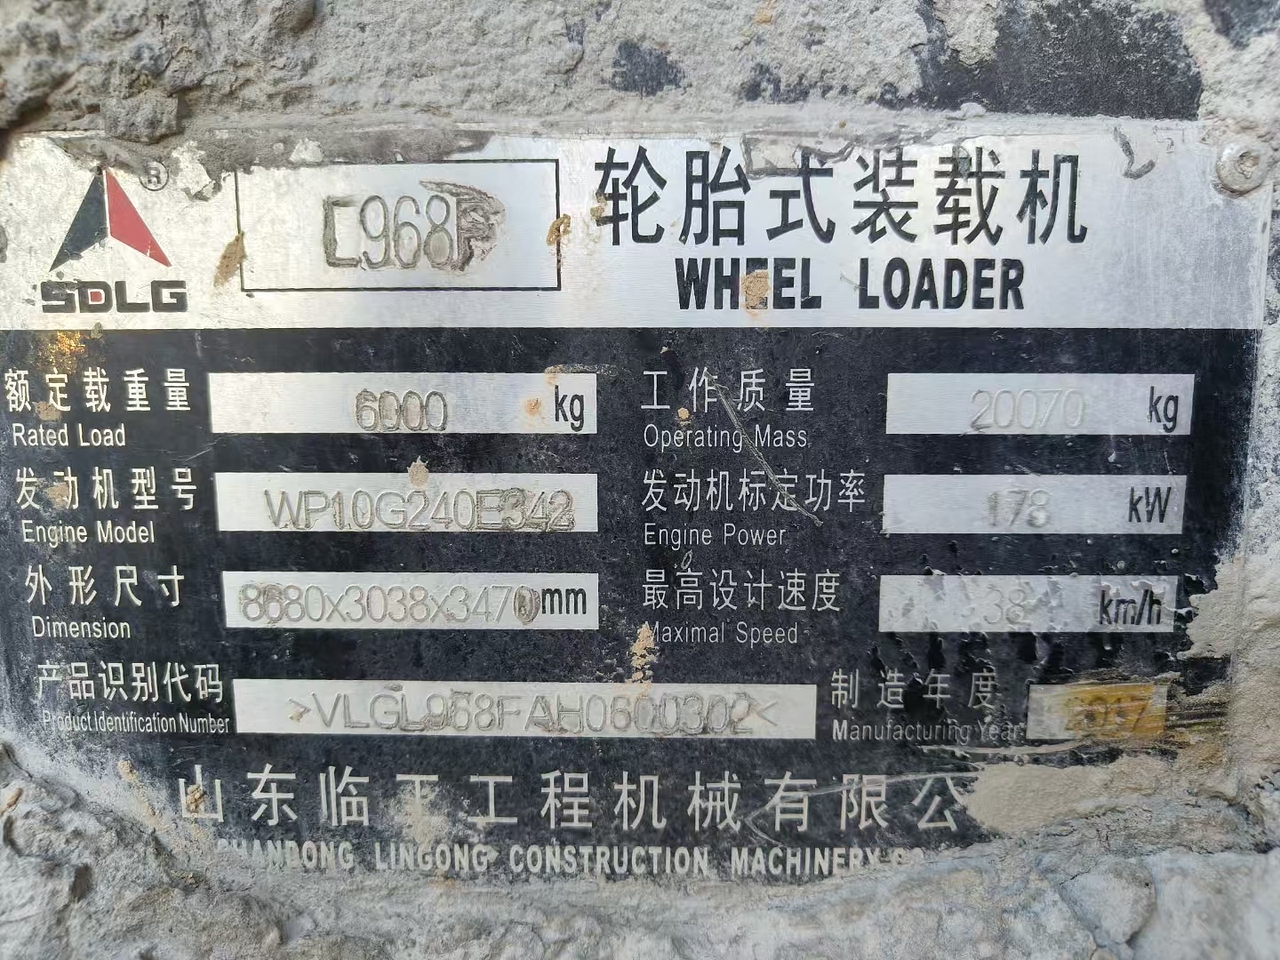 ®
SDLG
L968F
轮胎式装载机
WHEEL LOADER
额定载重量 6000 kg
Rated Load
工作质量 20070 kg
Operating Mass
发动机型号 WP10G240E342
Engine Model
发动机标定功率 178 kW
Engine Power
外形尺寸 8680x3038x3470 mm
Dimension
最高设计速度 38 km/h
Maximal Speed
产品识别代码 >VLGL968FAH0600302<
Product Identification Number
制造年度 2017
Manufacturing Year
山东临工工程机械有限公
SHANDONG LINGONG CONSTRUCTION MACHINERY CO